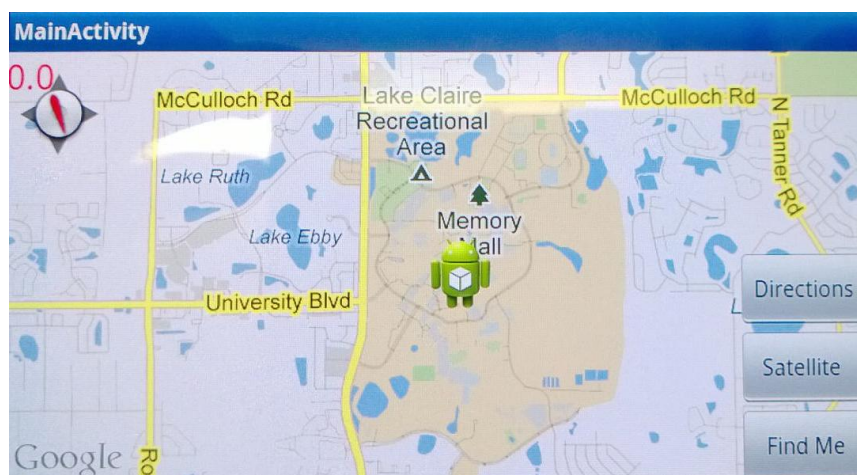 MainActivity
0.0
McCulloch Rd
Lake Claire
Recreational
Area
McCulloch Rd
N Tanner Rd
Lake Ruth
Memory
Mall
Lake Ebby
University Blvd
Directions
Satellite
Find Me
Google